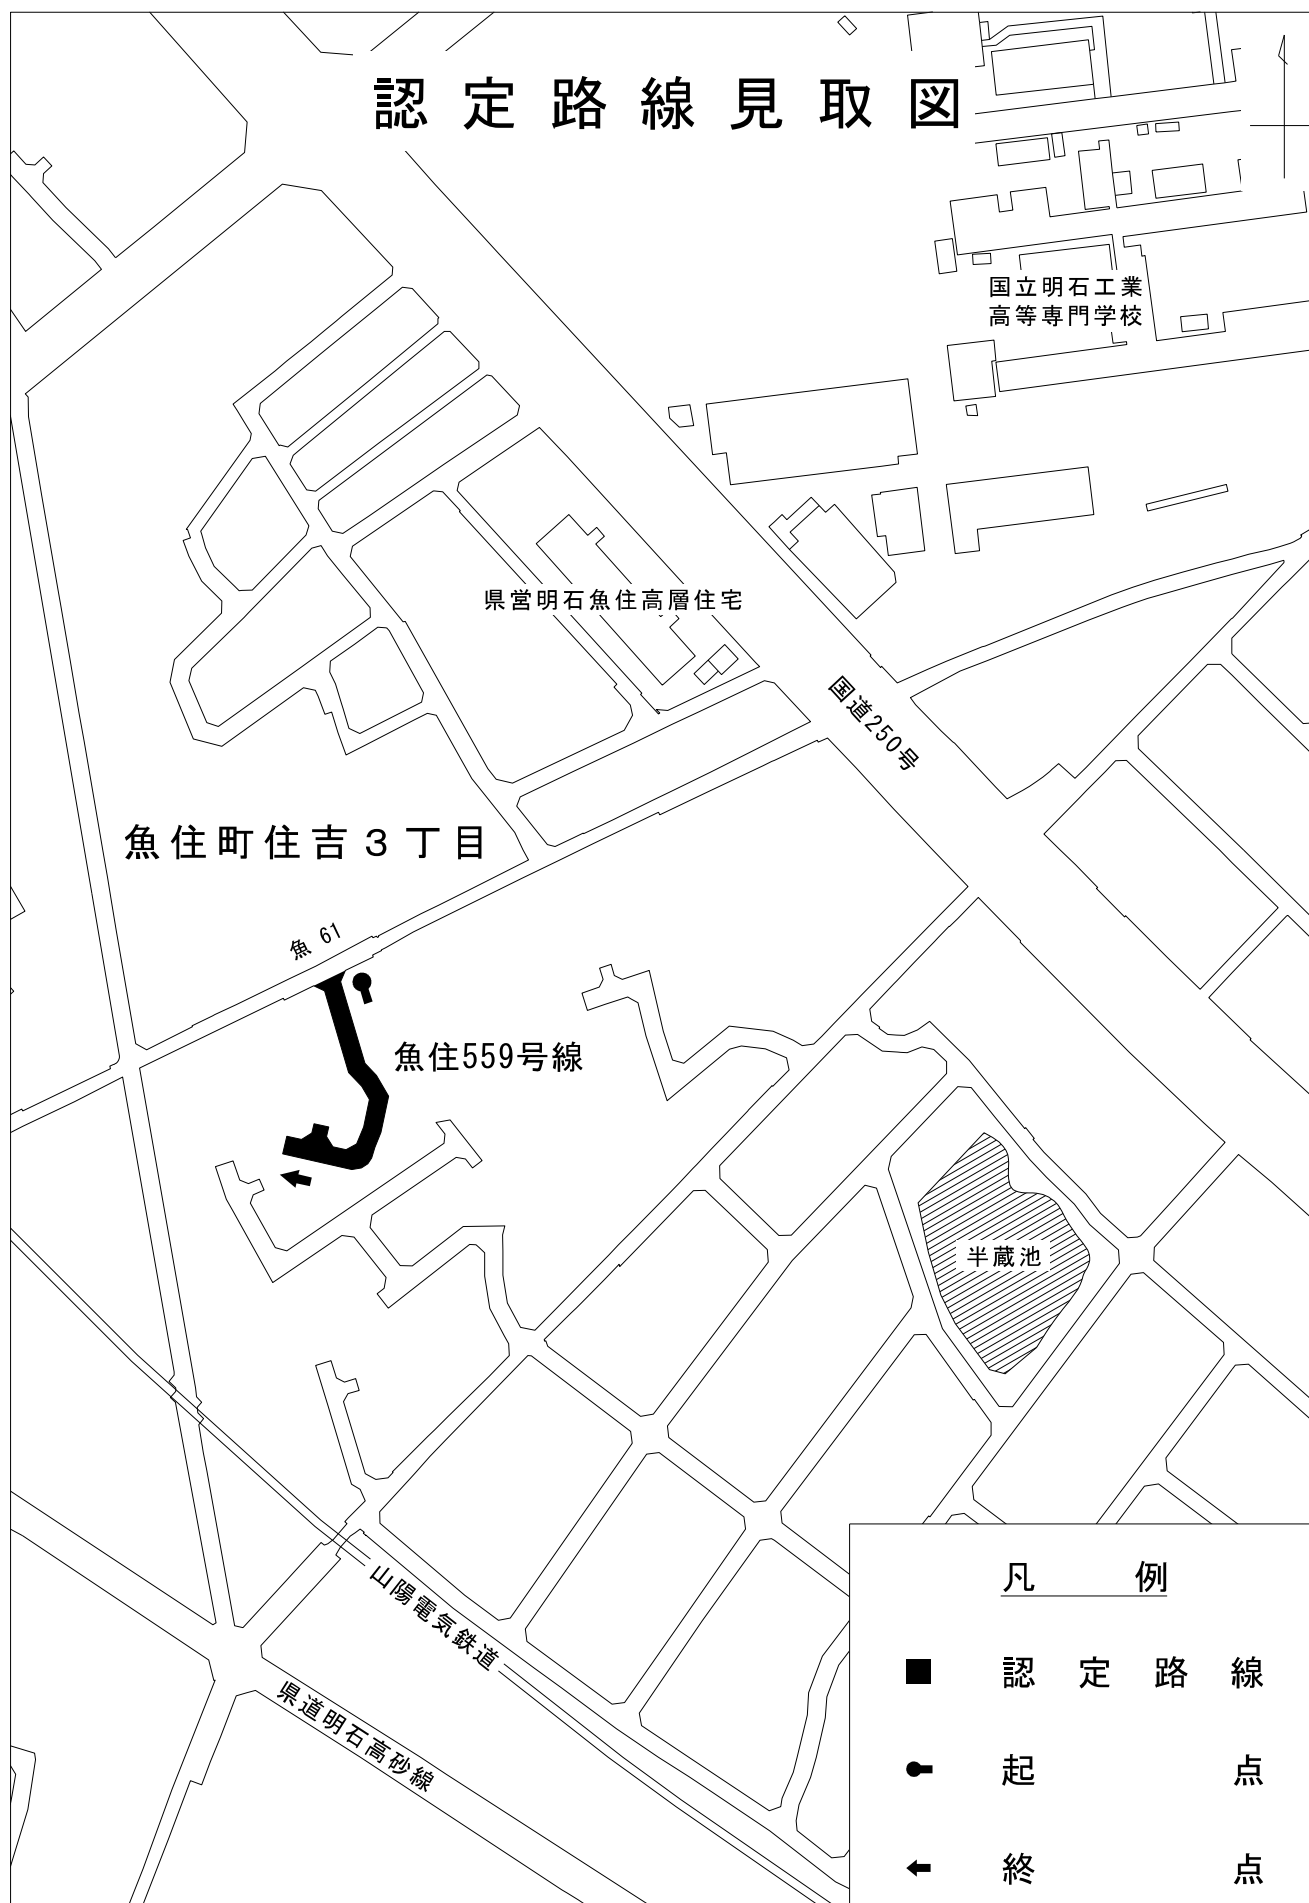 認定路線見取図
国立明石工業
高等専門学校
県営明石魚住高層住宅
国道250号
魚住町住吉３丁目
魚 61
魚住559号線
半蔵池
山陽電気鉄道
県道明石高砂線
凡例
認定路線
起点
終点